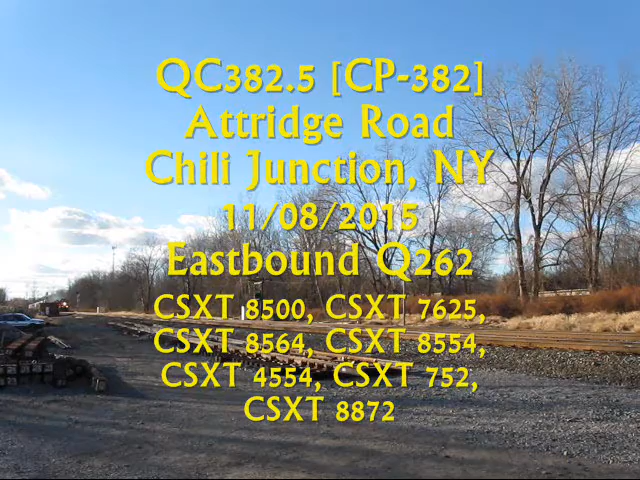 QC382.5 [CP-382]
Attridge Road
Chili Junction, NY
11/08/2015
Eastbound Q262
CSXT 8500, CSXT 7625,
CSXT 8564, CSXT 8554,
CSXT 4554, CSXT 752,
CSXT 8872